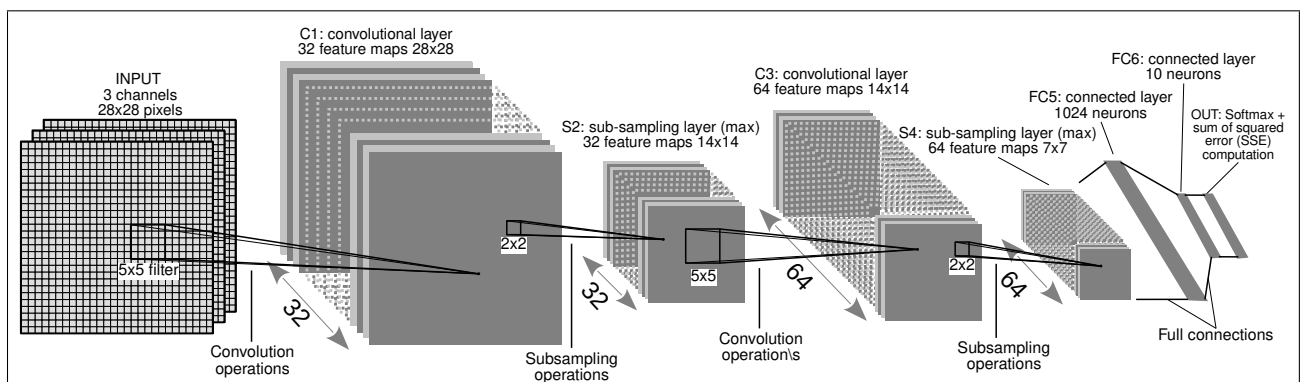 INPUT
3 channels
28x28 pixels
5x5 filter
Convolution
operations
C1: convolutional layer
32 feature maps 28x28
32
2x2
Subsampling
operations
S2: sub-sampling layer (max)
32 feature maps 14x14
32
5x5
Convolution
operation\s
C3: convolutional layer
64 feature maps 14x14
64
2x2
Subsampling
operations
S4: sub-sampling layer (max)
64 feature maps 7x7
64
FC5: connected layer
1024 neurons
FC6: connected layer
10 neurons
OUT: Softmax +
sum of squared
error (SSE)
computation
Full connections